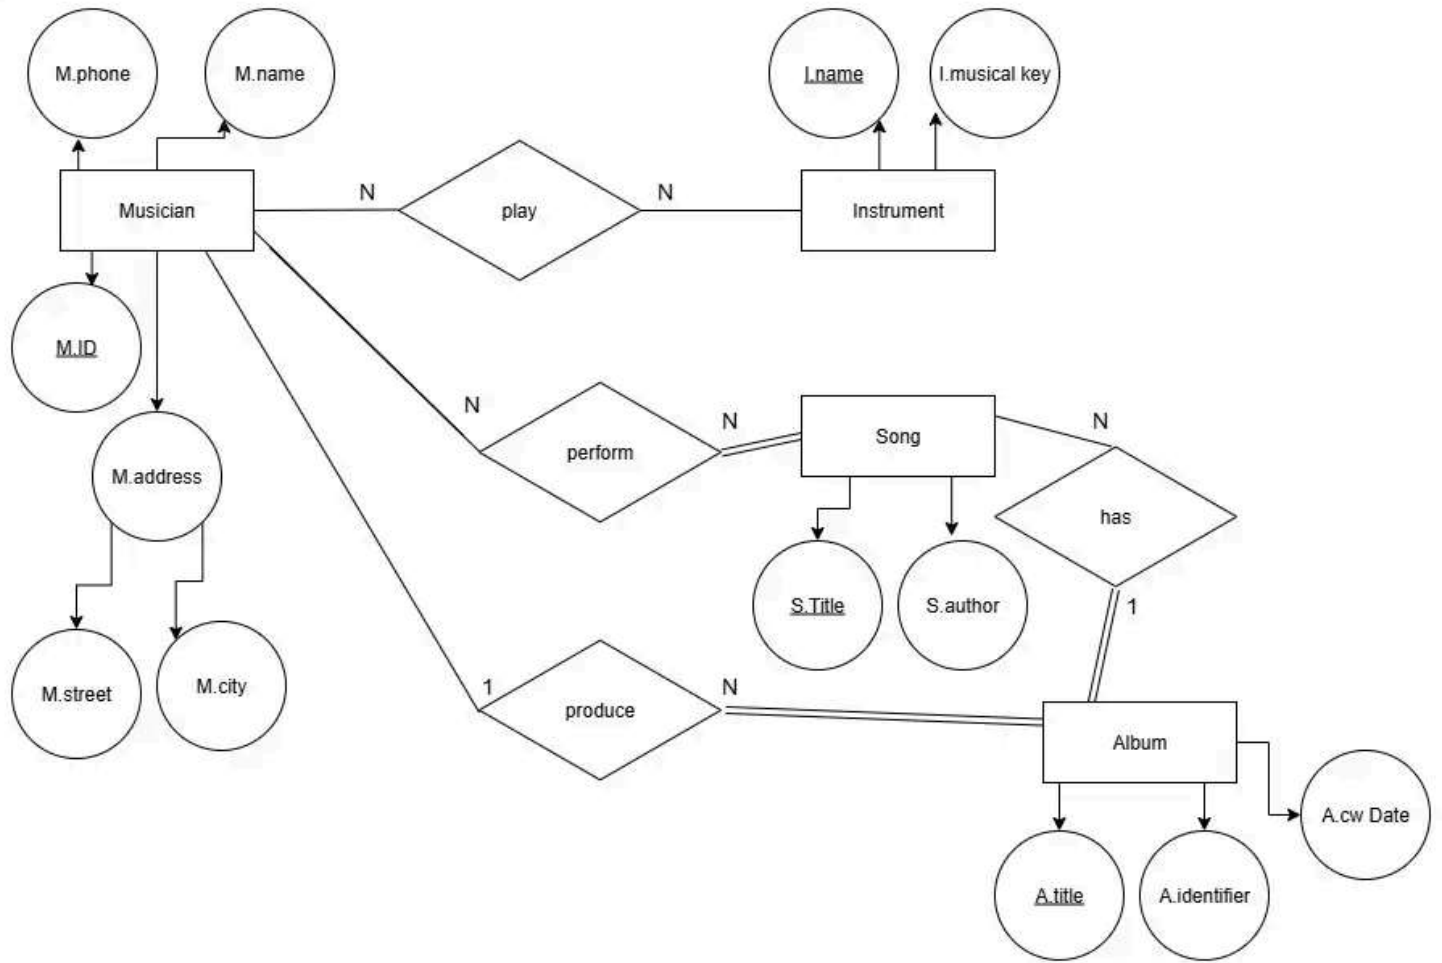 M.phone
M.name
I.name
I.musical key
Musician
N
play
N
Instrument
M.ID
N
perform
N
Song
N
M.address
has
S.Title
S.author
1
M.street
M.city
1
produce
N
Album
A.cw Date
A.title
A.identifier